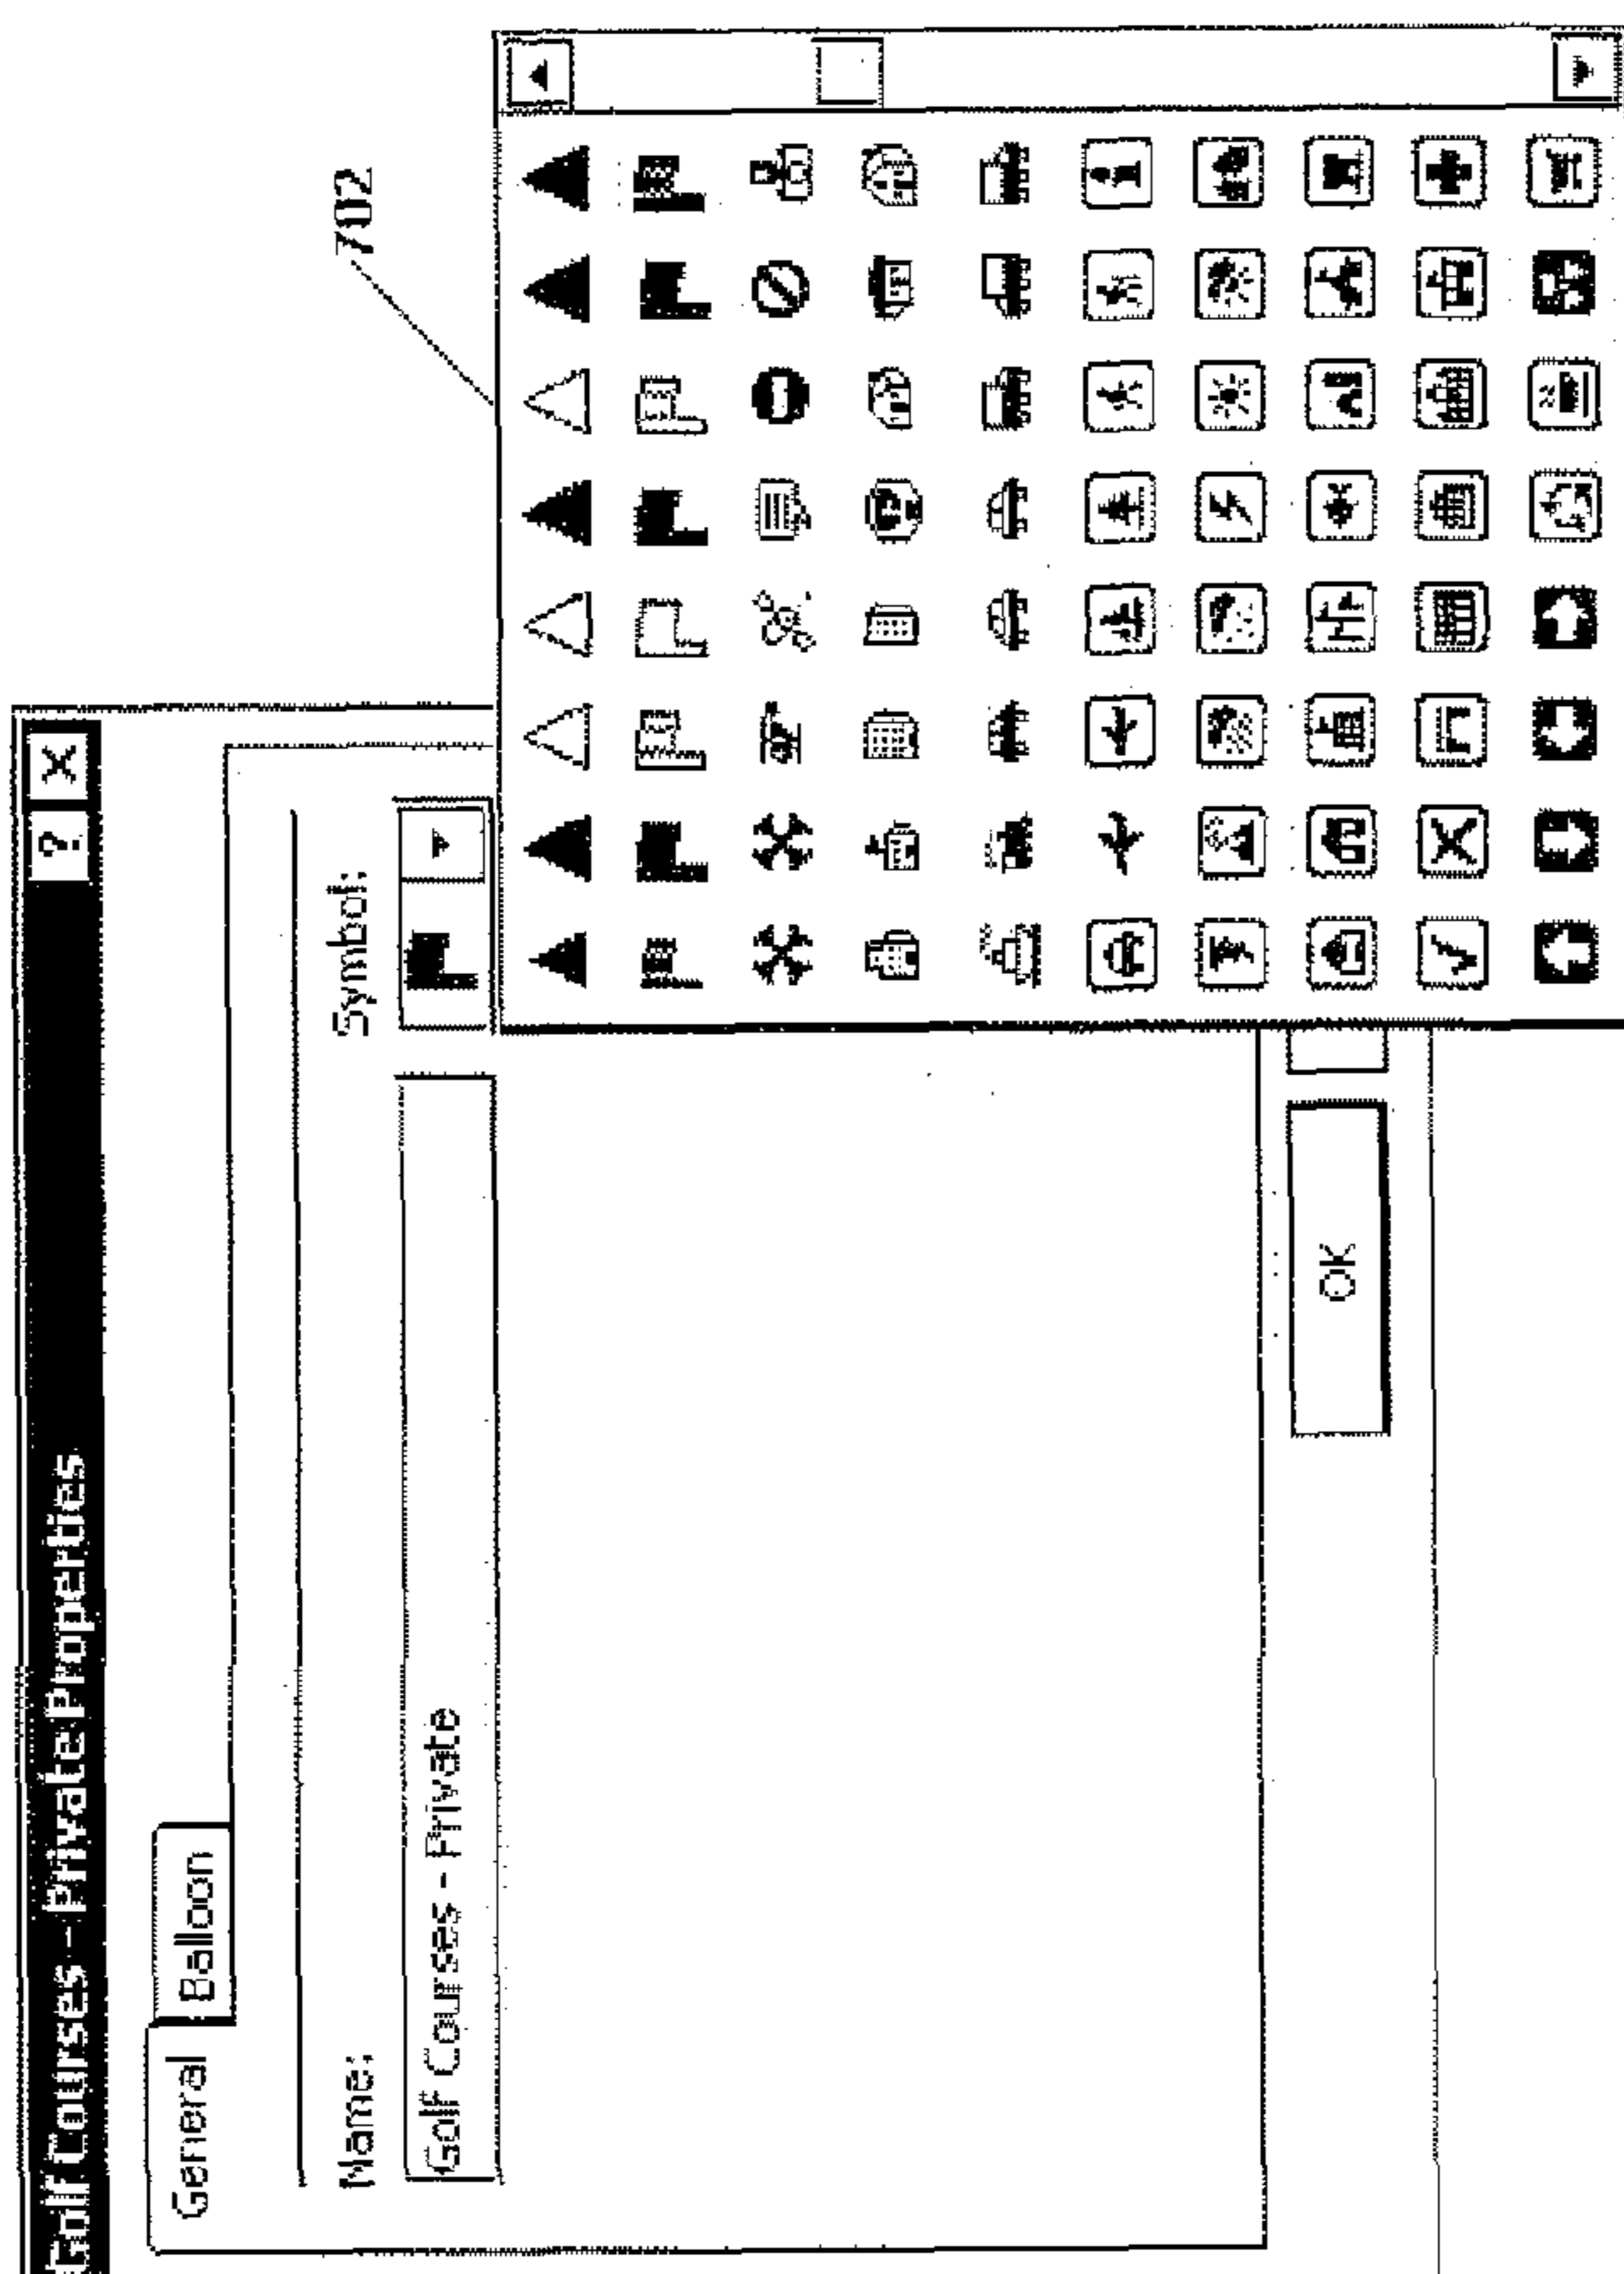 Golf Courses - Private Properties
? X
General
Balloon
Name:
Symbol:
Golf Courses - Private
702
OK